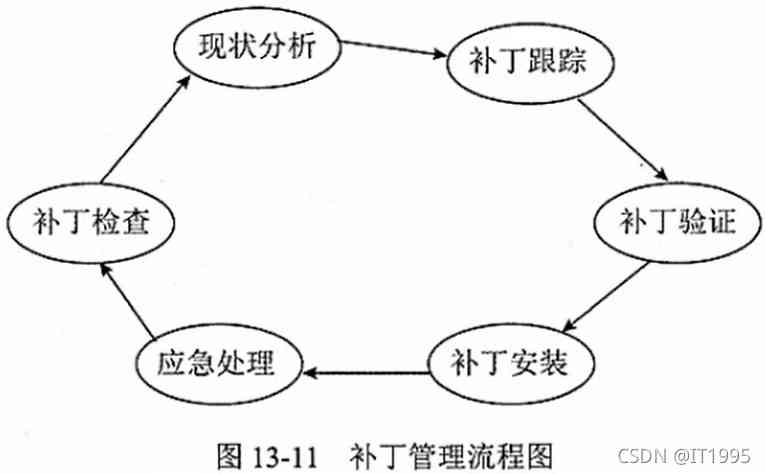 现状分析
补丁跟踪
补丁验证
补丁安装
应急处理
补丁检查
图 13-11 补丁管理流程图
CSDN @IT1995